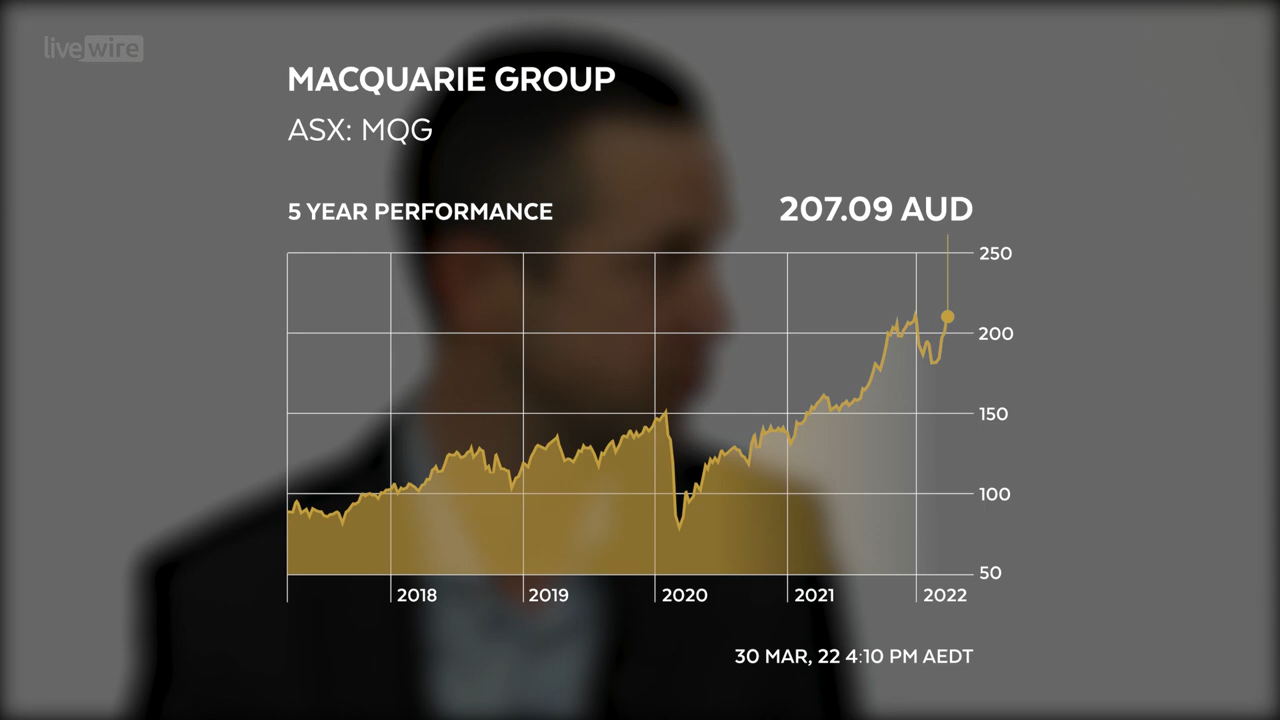 livewire
MACQUARIE GROUP
ASX: MQG
5 YEAR PERFORMANCE
207.09 AUD
250
200
150
100
50
2018 2019 2020 2021 2022
30 MAR, 22 4:10 PM AEDT